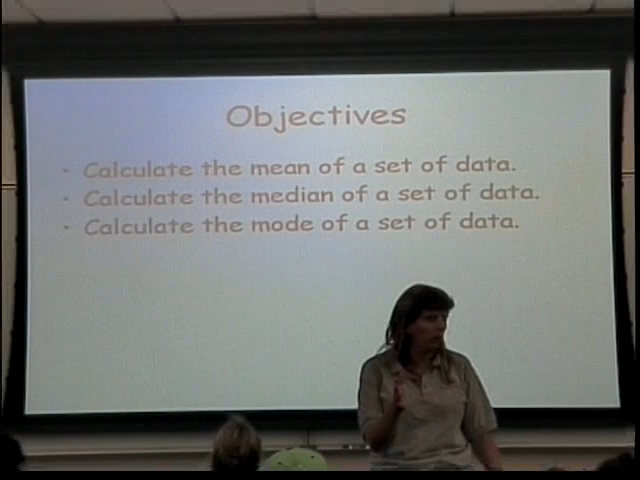 Objectives
· Calculate the mean of a set of data.
· Calculate the median of a set of data.
· Calculate the mode of a set of data.